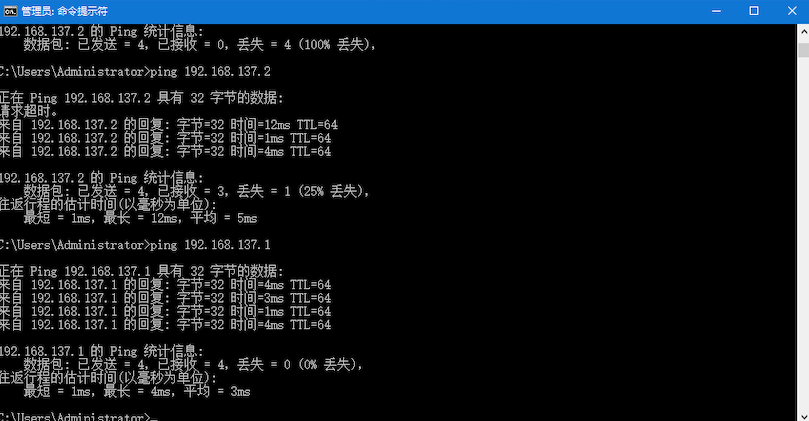 管理员: 命令提示符
192.168.137.2 的 Ping 统计信息:
数据包: 已发送 = 4, 已接收 = 0, 丢失 = 4 (100% 丢失),
C:\Users\Administrator>ping 192.168.137.2
正在 Ping 192.168.137.2 具有 32 字节的数据:
请求超时。
来自 192.168.137.2 的回复: 字节=32 时间=12ms TTL=64
来自 192.168.137.2 的回复: 字节=32 时间=1ms TTL=64
来自 192.168.137.2 的回复: 字节=32 时间=4ms TTL=64
192.168.137.2 的 Ping 统计信息:
数据包: 已发送 = 4, 已接收 = 3, 丢失 = 1 (25% 丢失),
往返行程的估计时间(以毫秒为单位):
最短 = 1ms, 最长 = 12ms, 平均 = 5ms
C:\Users\Administrator>ping 192.168.137.1
正在 Ping 192.168.137.1 具有 32 字节的数据:
来自 192.168.137.1 的回复: 字节=32 时间=4ms TTL=64
来自 192.168.137.1 的回复: 字节=32 时间=3ms TTL=64
来自 192.168.137.1 的回复: 字节=32 时间=1ms TTL=64
来自 192.168.137.1 的回复: 字节=32 时间=4ms TTL=64
192.168.137.1 的 Ping 统计信息:
数据包: 已发送 = 4, 已接收 = 4, 丢失 = 0 (0% 丢失),
往返行程的估计时间(以毫秒为单位):
最短 = 1ms, 最长 = 4ms, 平均 = 3ms
C:\Users\Administrator>_